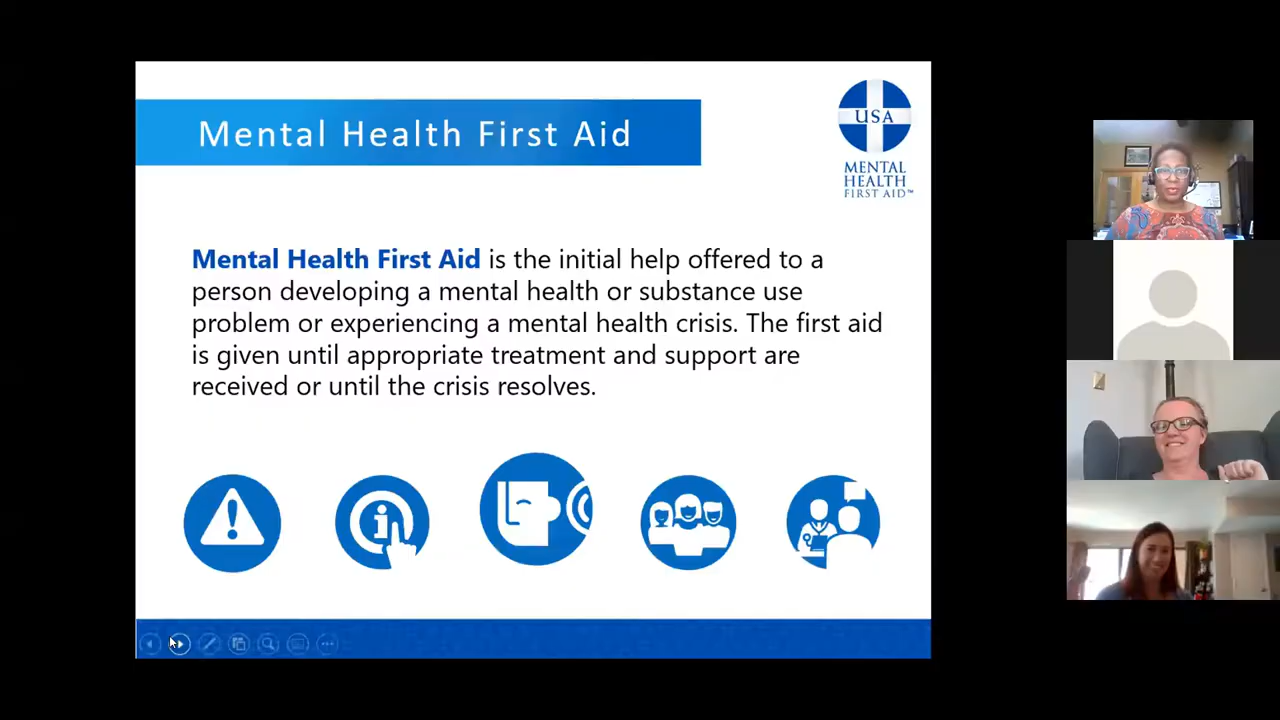 Mental Health First Aid
USA
MENTAL
HEALTH
FIRST AID™
Mental Health First Aid is the initial help offered to a
person developing a mental health or substance use
problem or experiencing a mental health crisis. The first aid
is given until appropriate treatment and support are
received or until the crisis resolves.